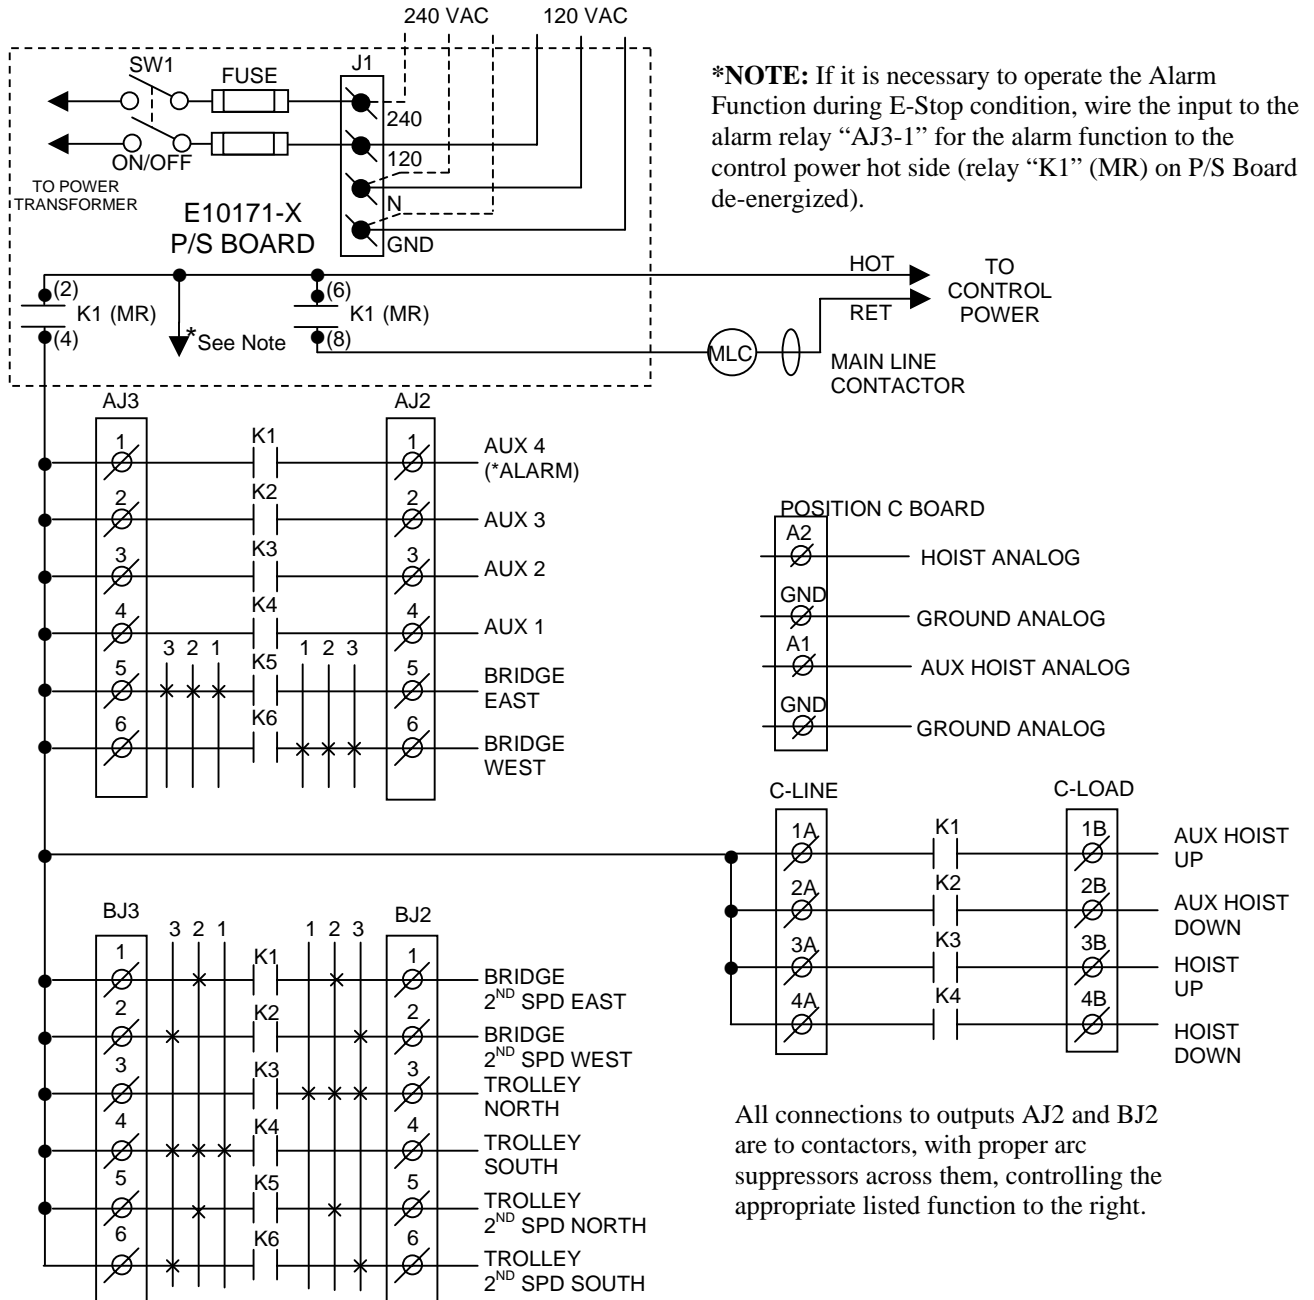 240 VAC 120 VAC
SW1
FUSE
J1
240
120
N
GND
ON/OFF
TO POWER
TRANSFORMER
E10171-X
P/S BOARD
*NOTE: If it is necessary to operate the Alarm
Function during E-Stop condition, wire the input to the
alarm relay “AJ3-1” for the alarm function to the
control power hot side (relay “K1” (MR) on P/S Board
de-energized).
(2)
K1 (MR)
(4)
*See Note
(6)
K1 (MR)
(8)
HOT
RET
TO
CONTROL
POWER
MLC
MAIN LINE
CONTACTOR
AJ3 AJ2
1 K1 1 AUX 4
(*ALARM)
2 K2 2 AUX 3
3 K3 3 AUX 2
4 K4 4 AUX 1
3 2 1 1 2 3
5 K5 5 BRIDGE
EAST
6 K6 6 BRIDGE
WEST
POSITION C BOARD
A2 HOIST ANALOG
GND GROUND ANALOG
A1 AUX HOIST ANALOG
GND GROUND ANALOG
C-LINE C-LOAD
1A K1 1B AUX HOIST
UP
2A K2 2B AUX HOIST
DOWN
3A K3 3B HOIST
UP
4A K4 4B HOIST
DOWN
BJ3 BJ2
3 2 1 1 2 3
1 K1 1 BRIDGE
2ND SPD EAST
2 K2 2 BRIDGE
2ND SPD WEST
3 K3 3 TROLLEY
NORTH
4 K4 4 TROLLEY
SOUTH
5 K5 5 TROLLEY
2ND SPD NORTH
6 K6 6 TROLLEY
2ND SPD SOUTH
All connections to outputs AJ2 and BJ2
are to contactors, with proper arc
suppressors across them, controlling the
appropriate listed function to the right.